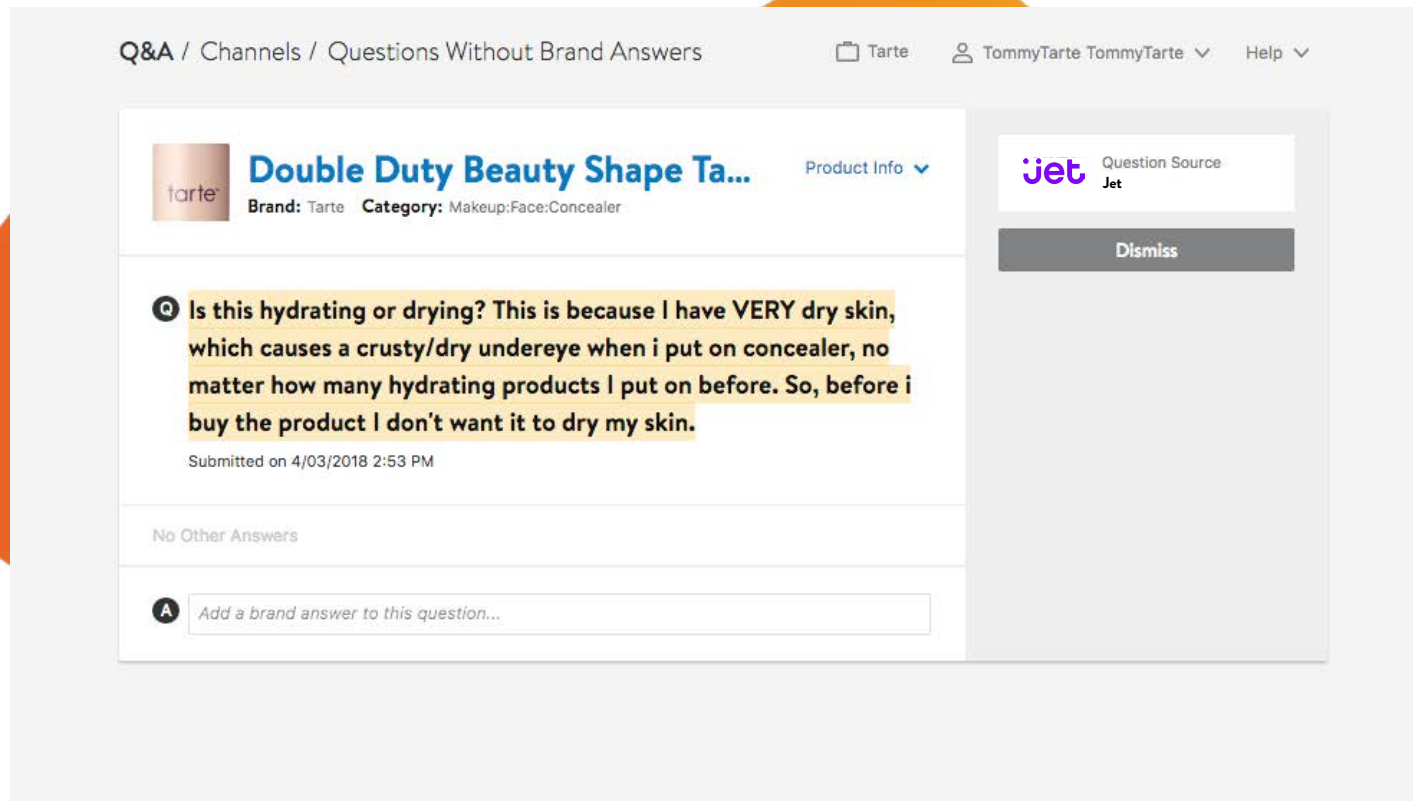 Q&A / Channels / Questions Without Brand Answers
Tarte
TommyTarte TommyTarte
Help
tarte
Double Duty Beauty Shape Ta...
Product Info
Brand: Tarte Category: Makeup:Face:Concealer
Jet
Question Source
Jet
Dismiss
Q
Is this hydrating or drying? This is because I have VERY dry skin,
which causes a crusty/dry undereye when i put on concealer, no
matter how many hydrating products I put on before. So, before i
buy the product I don't want it to dry my skin.
Submitted on 4/03/2018 2:53 PM
No Other Answers
A
Add a brand answer to this question...